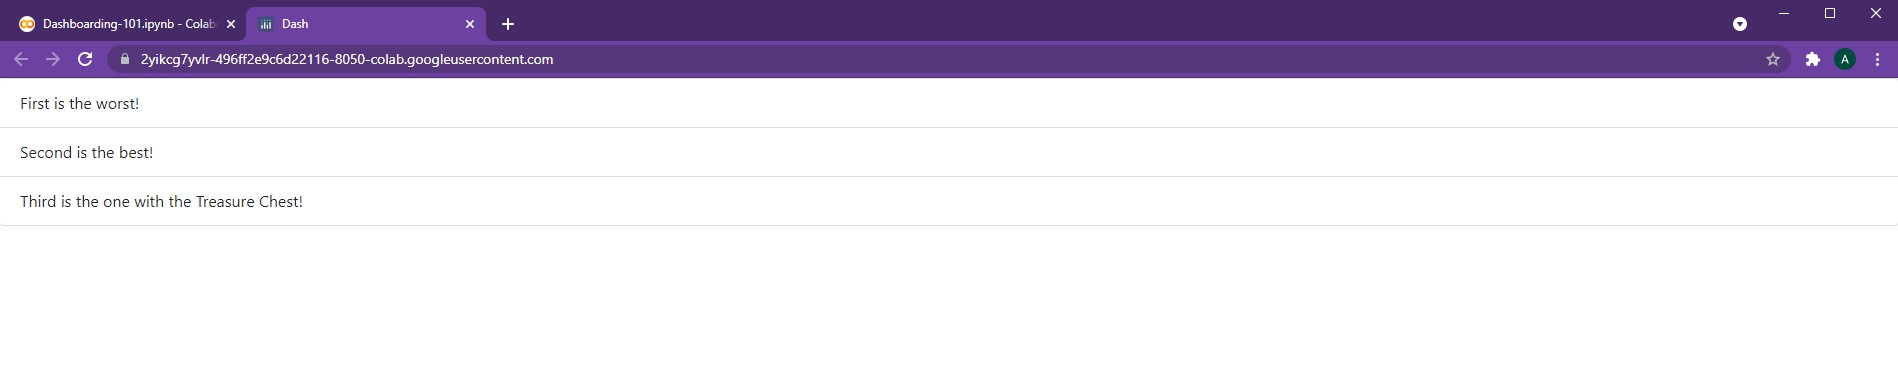 Dashboarding-101.ipynb - Colab
Dash
2yikcg7yvlr-496ff2e9c6d22116-8050-colab.googleusercontent.com
A
First is the worst!
Second is the best!
Third is the one with the Treasure Chest!